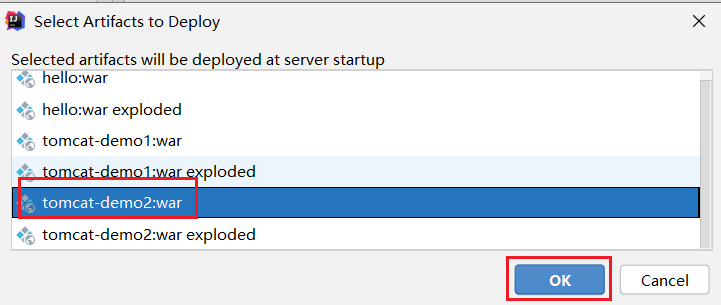 Select Artifacts to Deploy
Selected artifacts will be deployed at server startup
hello:war
hello:war exploded
tomcat-demo1:war
tomcat-demo1:war exploded
tomcat-demo2:war
tomcat-demo2:war exploded
OK Cancel